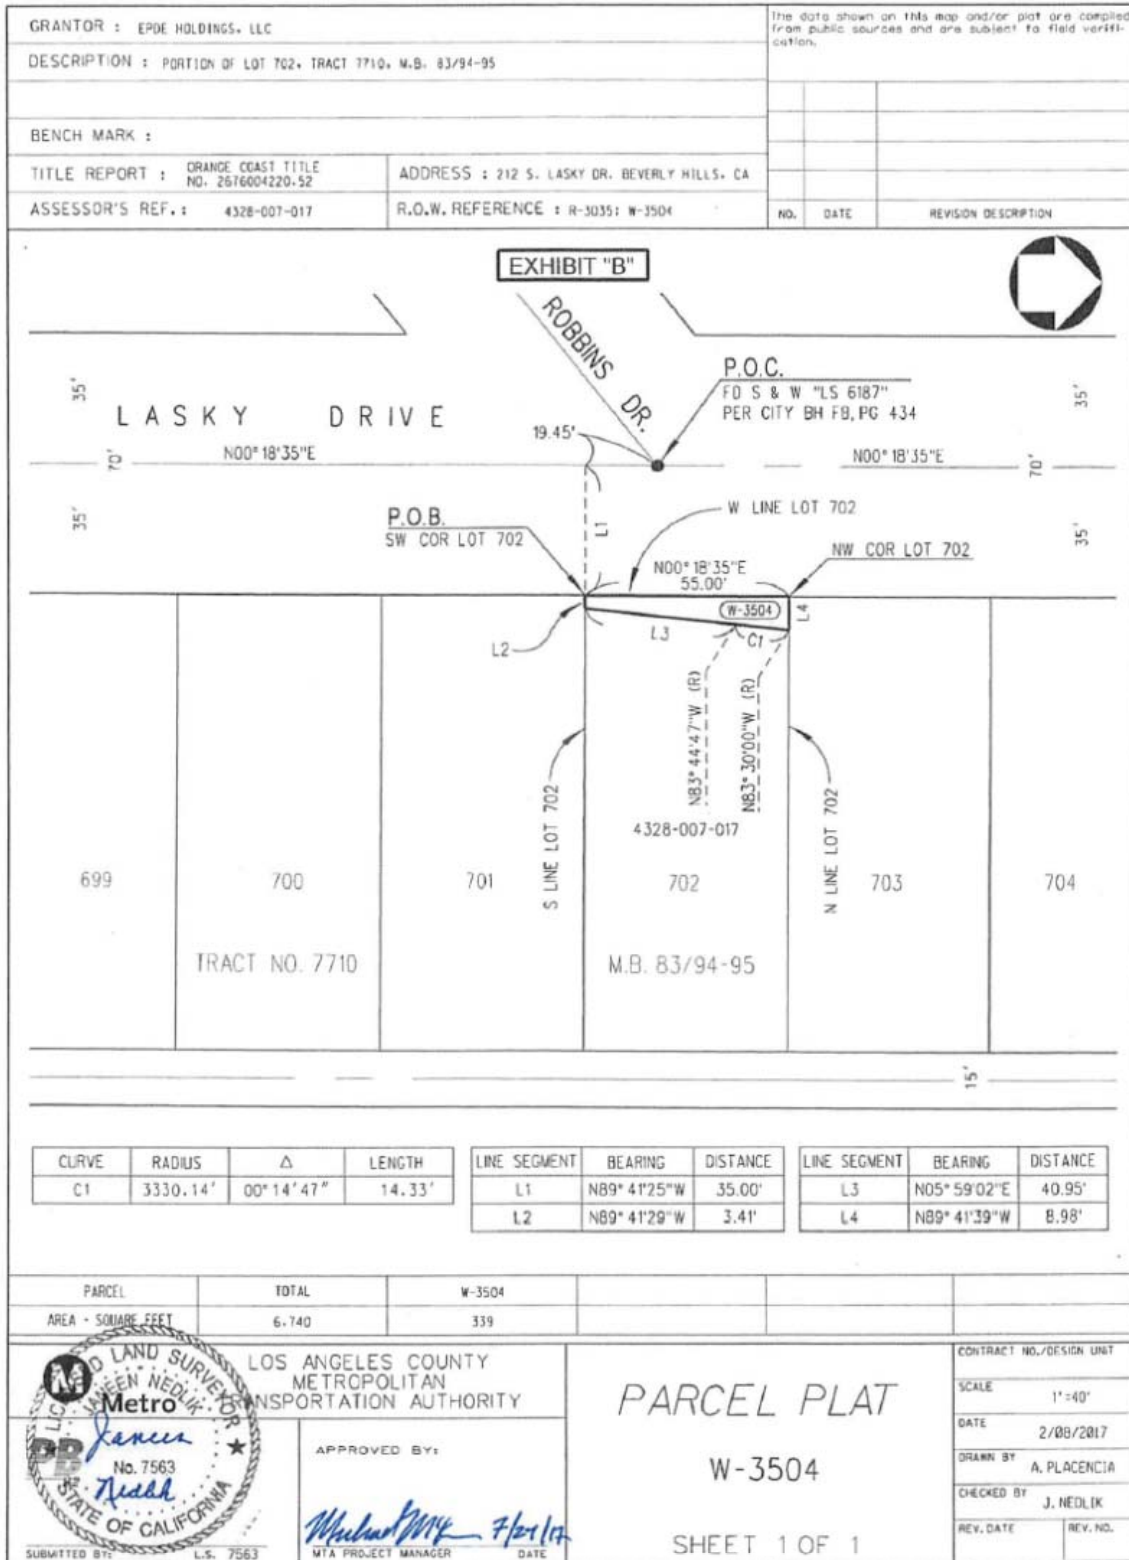 GRANTOR : EPDE HOLDINGS, LLC
The data shown on this map and/or plat are compiled
from public sources and are subject to field verifi-
cation.
DESCRIPTION : PORTION OF LOT 702, TRACT 7710, M.B. 83/94-95
BENCH MARK :
TITLE REPORT : ORANGE COAST TITLE
NO. 2676004220.52
ADDRESS : 212 S. LASKY DR. BEVERLY HILLS, CA
ASSESSOR'S REF.: 4328-007-017
R.O.W. REFERENCE : R-3035; W-3504
NO. DATE REVISION DESCRIPTION
EXHIBIT "B"
ROBBINS DR.
P.O.C.
FD S & W "LS 6187"
PER CITY BH FB, PG 434
35'
35'
LASKY DRIVE
19.45'
70'
N00°18'35"E
N00°18'35"E
70'
35'
35'
P.O.B.
SW COR LOT 702
L1
W LINE LOT 702
NW COR LOT 702
N00°18'35"E
55.00'
W-3504
L4
L2
L3
C1
N83°44'47"W (R)
N83°30'00"W (R)
4328-007-017
S LINE LOT 702
N LINE LOT 702
699
700
701
702
703
704
TRACT NO. 7710
M.B. 83/94-95
15'
CURVE RADIUS Δ LENGTH
C1 3330.14' 00°14'47" 14.33'
LINE SEGMENT BEARING DISTANCE
L1 N89°41'25"W 35.00'
L2 N89°41'29"W 3.41'
LINE SEGMENT BEARING DISTANCE
L3 N05°59'02"E 40.95'
L4 N89°41'39"W 8.98'
PARCEL TOTAL W-3504
AREA - SQUARE FEET 6,740 339
LAND SURVEYOR
JANEEN NEDLIK
M
Metro
Janeen
No. 7563
Nedlik
STATE OF CALIFORNIA
SUBMITTED BY: L.S. 7563
LOS ANGELES COUNTY
METROPOLITAN
TRANSPORTATION AUTHORITY
APPROVED BY:
7/27/17
MTA PROJECT MANAGER DATE
PARCEL PLAT
W-3504
SHEET 1 OF 1
CONTRACT NO./DESIGN UNIT
SCALE
1"=40'
DATE
2/08/2017
DRAWN BY
A. PLACENCIA
CHECKED BY
J. NEDLIK
REV. DATE REV. NO.